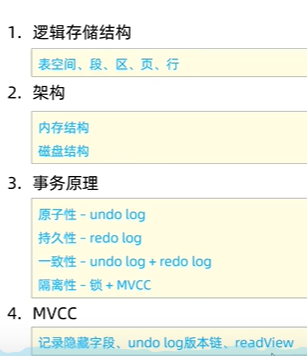 1. 逻辑存储结构
表空间、段、区、页、行
2. 架构
内存结构
磁盘结构
3. 事务原理
原子性 - undo log
持久性 - redo log
一致性 - undo log + redo log
隔离性 - 锁 + MVCC
4. MVCC
记录隐藏字段、undo log版本链、readView